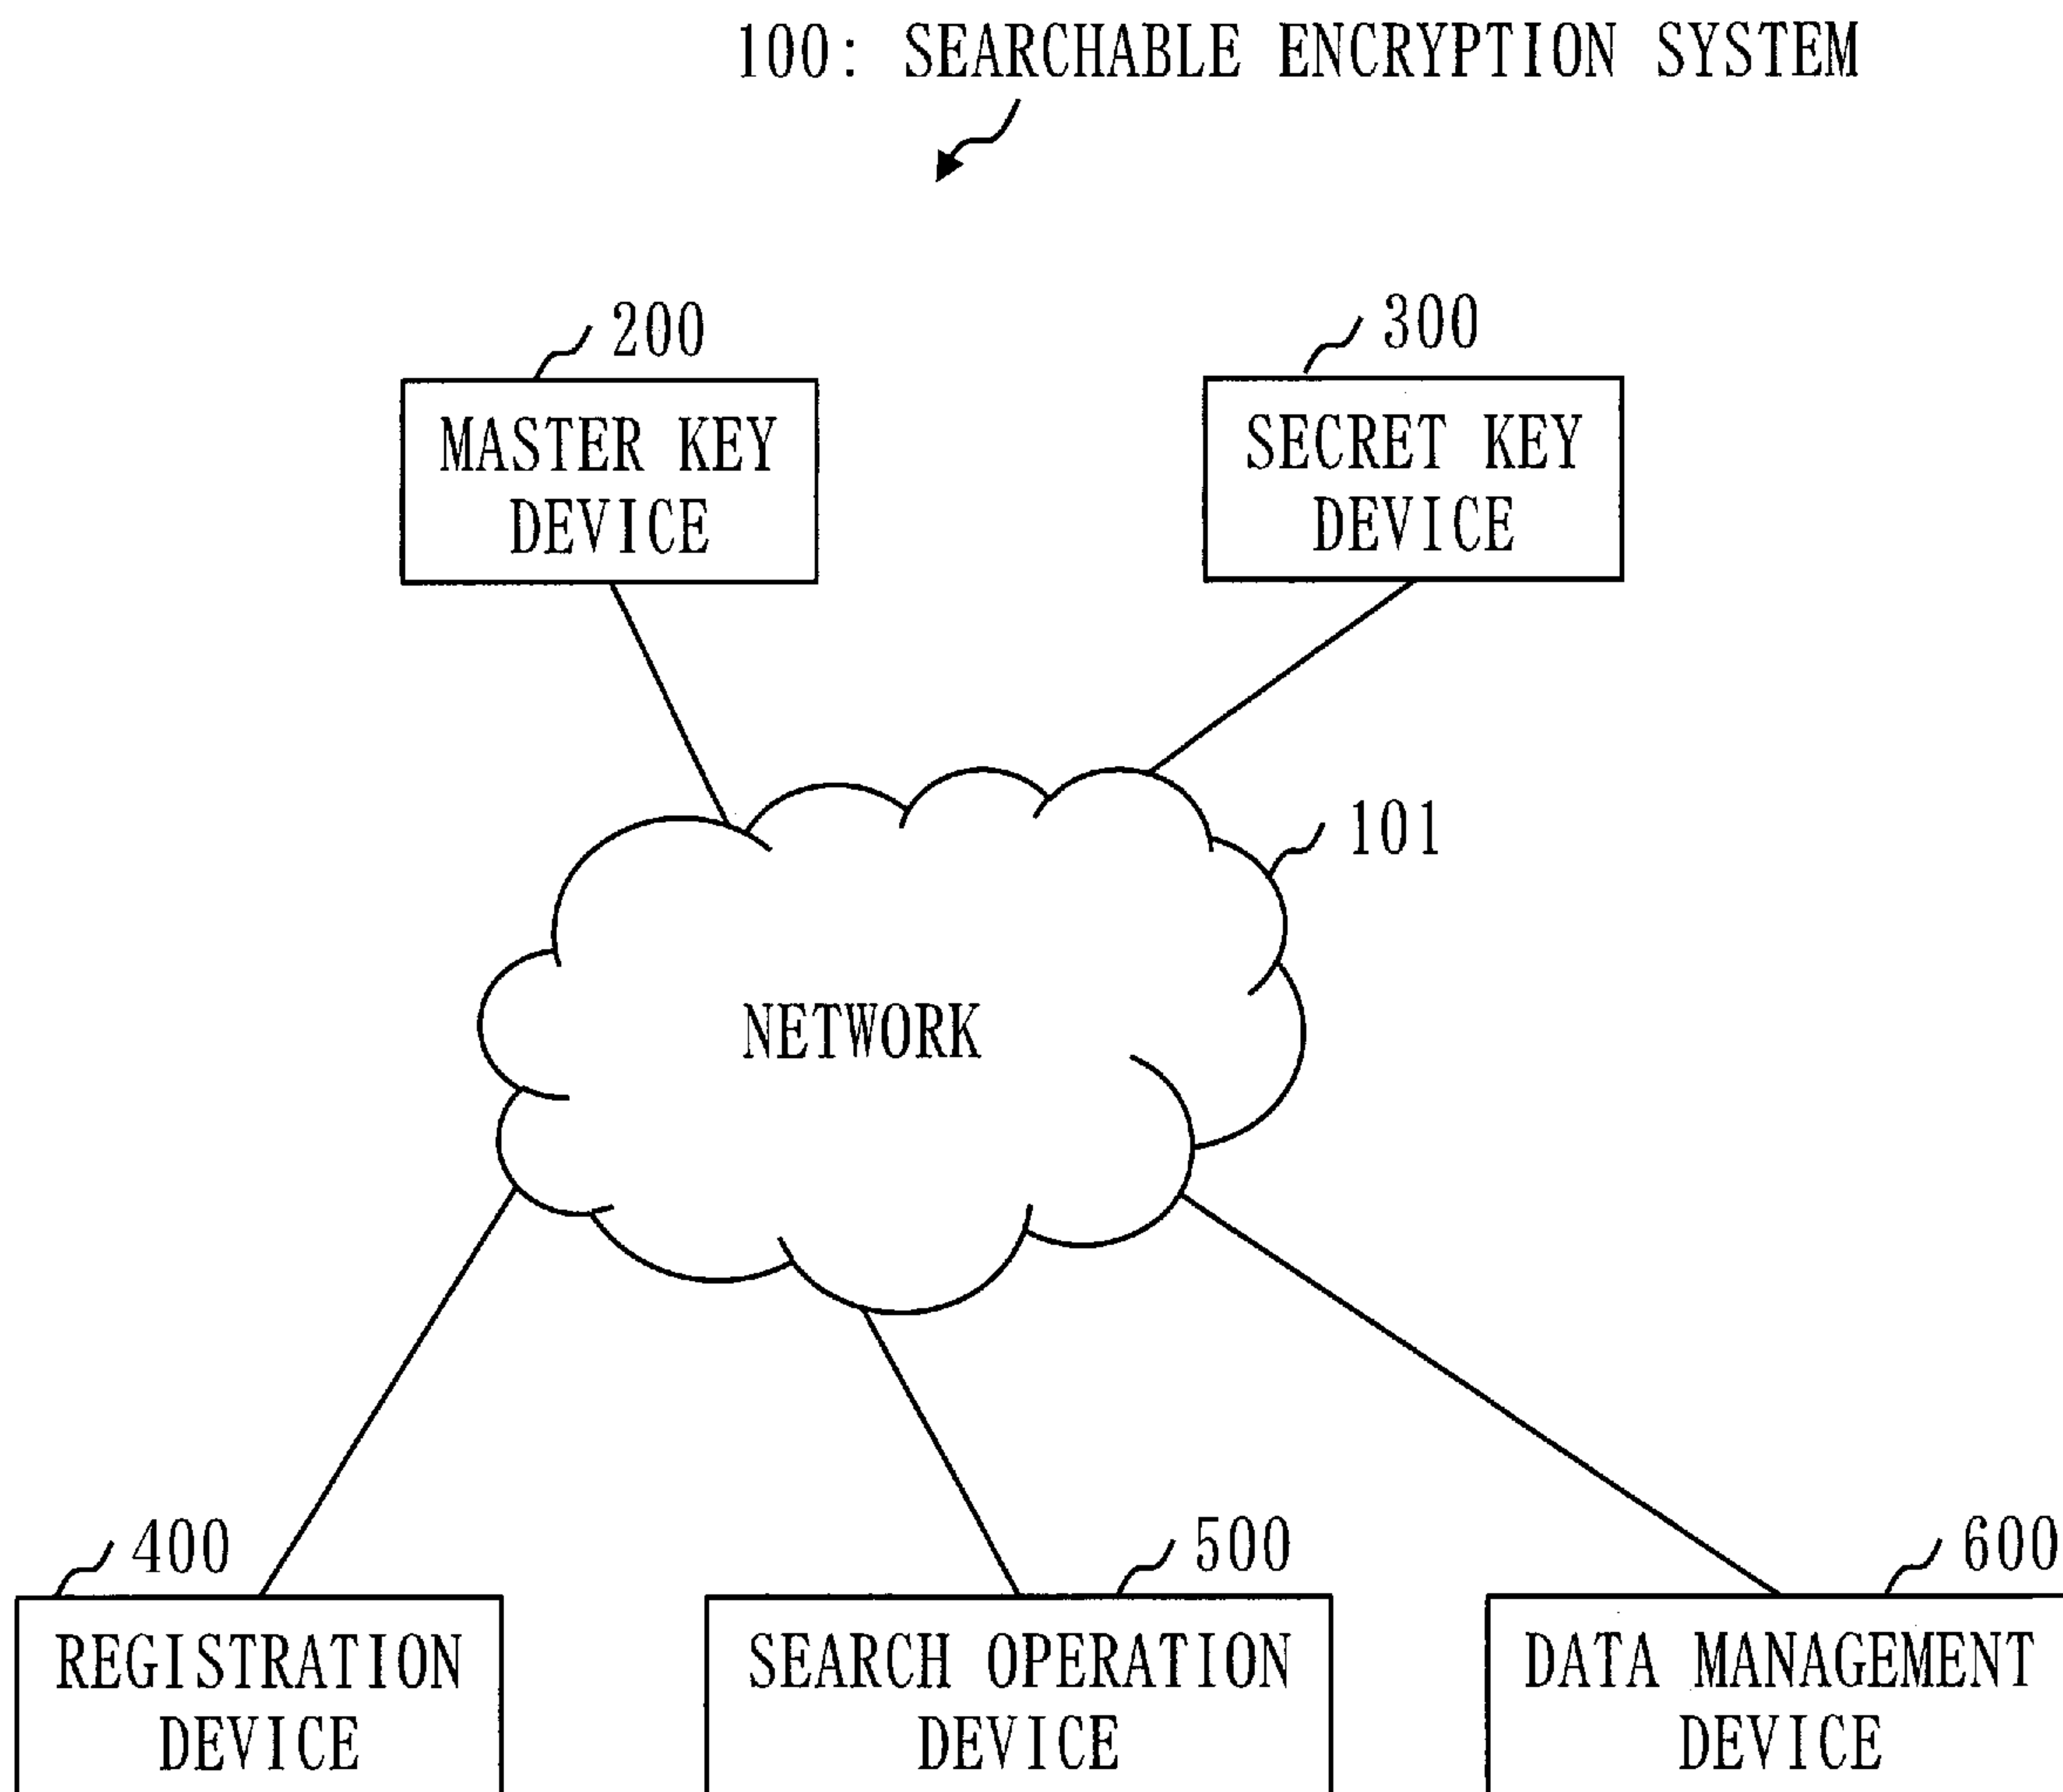 100: SEARCHABLE ENCRYPTION SYSTEM
200
300
MASTER KEY
DEVICE
SECRET KEY
DEVICE
101
NETWORK
400
500
600
REGISTRATION
DEVICE
SEARCH OPERATION
DEVICE
DATA MANAGEMENT
DEVICE